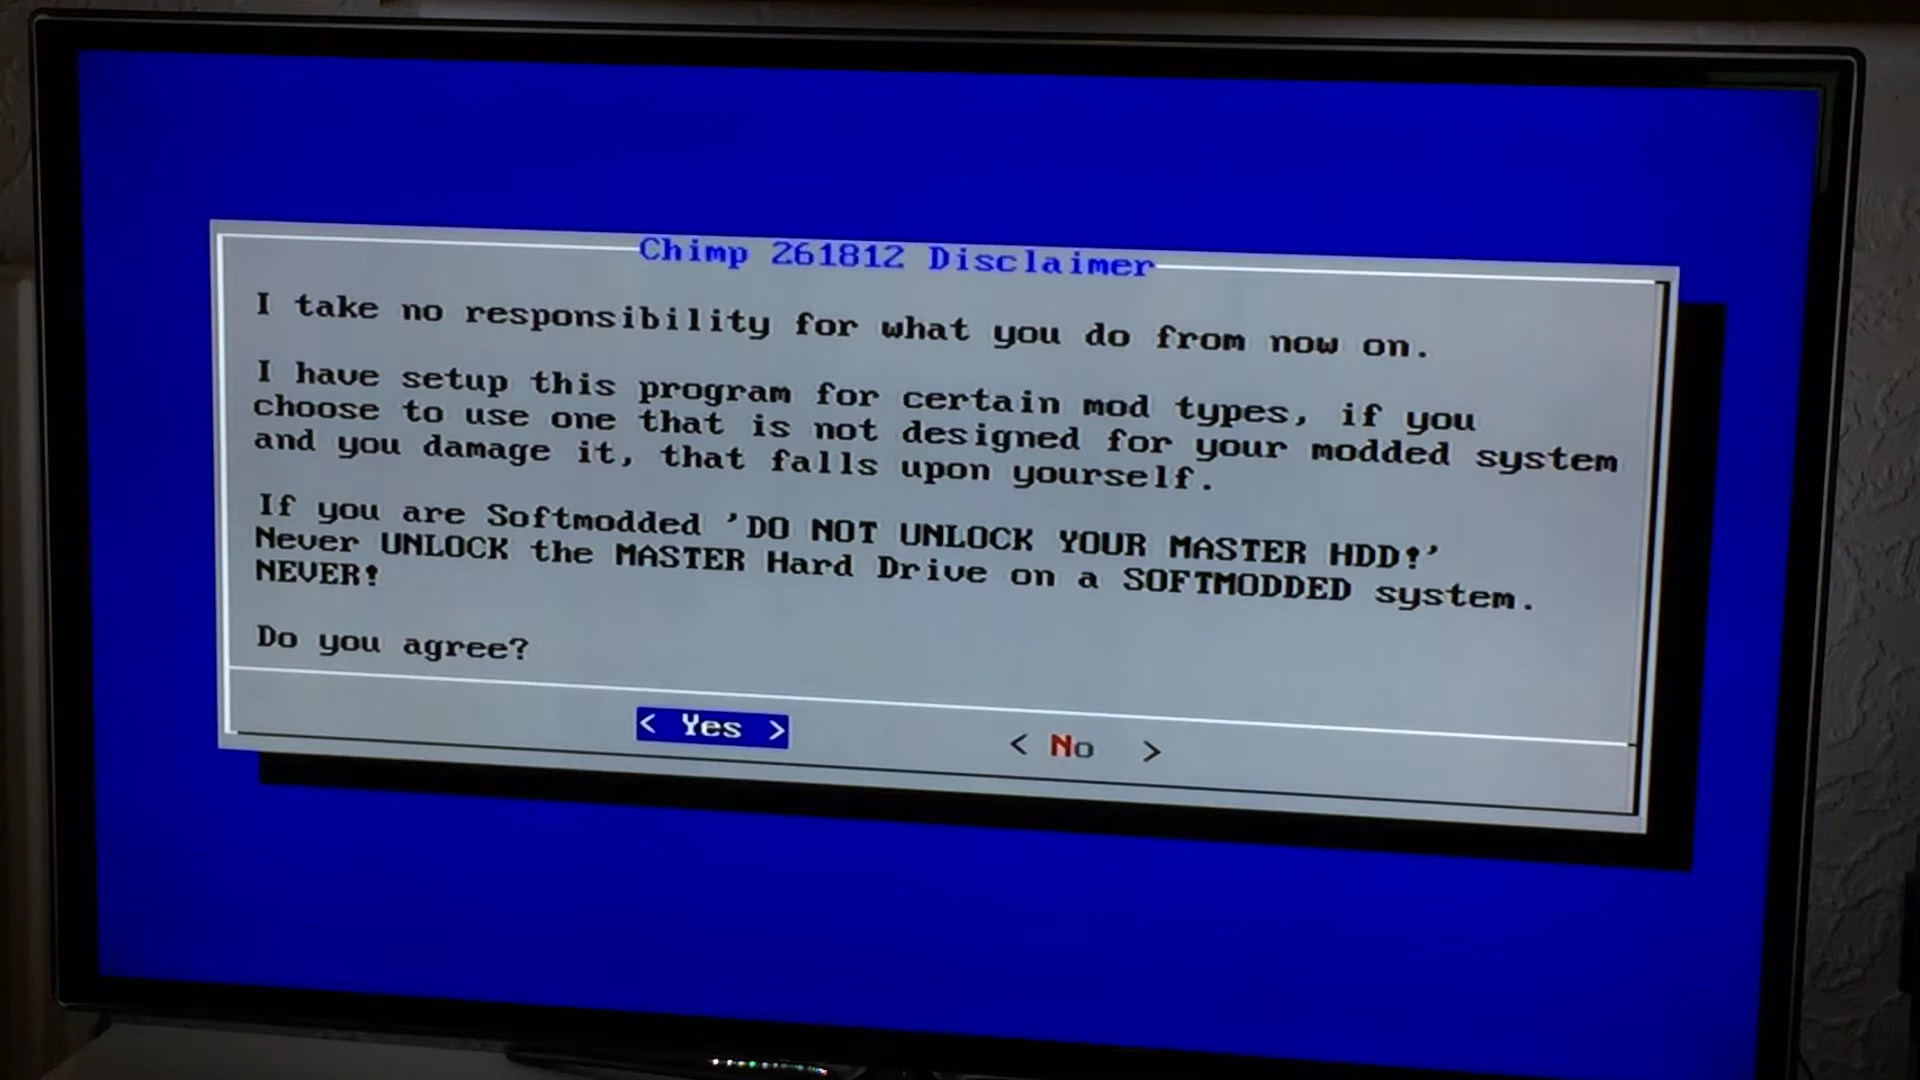 Chimp 261812 Disclaimer
I take no responsibility for what you do from now on.
I have setup this program for certain mod types, if you
choose to use one that is not designed for your modded system
and you damage it, that falls upon yourself.
If you are Softmodded 'DO NOT UNLOCK YOUR MASTER HDD!'
Never UNLOCK the MASTER Hard Drive on a SOFTMODDED system.
NEVER!
Do you agree?
< Yes > < No >